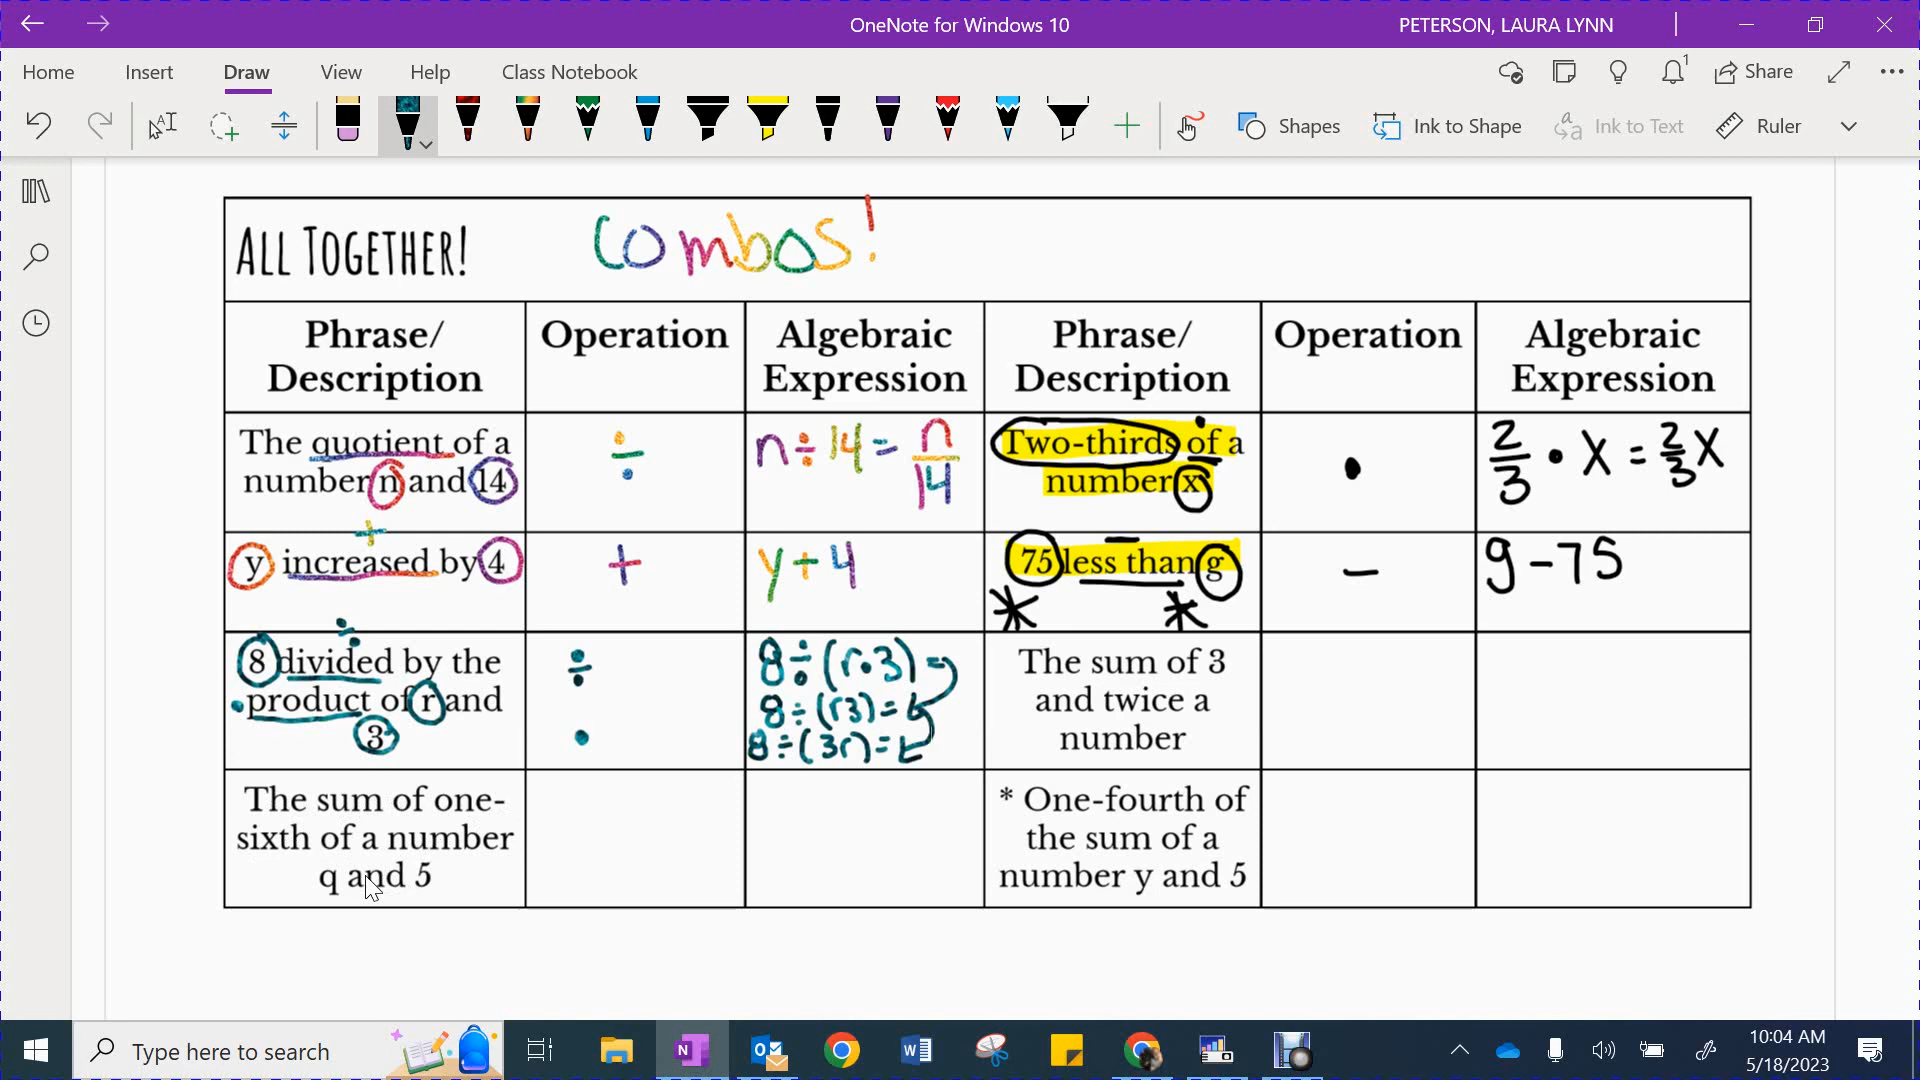 OneNote for Windows 10
PETERSON, LAURA LYNN
Home Insert Draw View Help Class Notebook
1
Share
Shapes
Ink to Shape
Ink to Text
Ruler
ALL TOGETHER!
Combos!
Phrase/
Description
Operation
Algebraic
Expression
Phrase/
Description
Operation
Algebraic
Expression
The quotient of a
number n and 14
÷
n÷14 = n/14
Two-thirds of a
number x
•
2/3 • x = 2/3 x
+
y increased by 4
+
y+4
75 less than g
* *
−
g-75
÷
8 divided by the
• product of r and
3
÷
•
8÷(r•3) =
8÷(r3) =
8÷(3r) =
The sum of 3
and twice a
number
The sum of one-
sixth of a number
q and 5
* One-fourth of
the sum of a
number y and 5
Type here to search
10:04 AM
5/18/2023